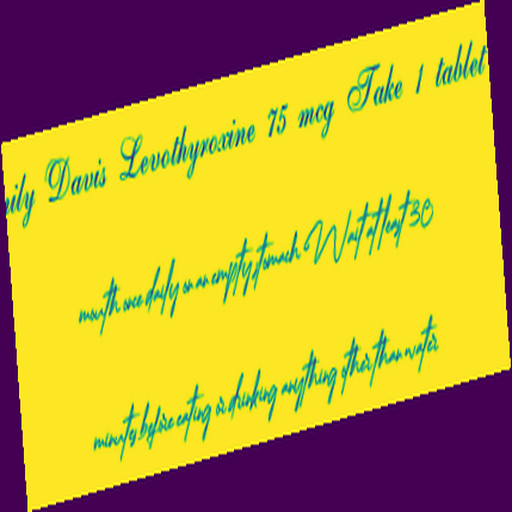 Davis Levothyroxine 75 mcg Take 1 tablet
mouth once daily on an empty stomach Wait at least 30
minutes before eating or drinking anything other than water